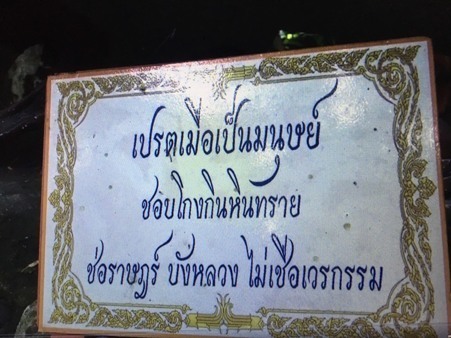 เปรตเมื่อเป็นมนุษย์
ชอบโกงกินหินทราย
ช่อราษฎร์ บังหลวง ไม่เชื่อเวรกรรม